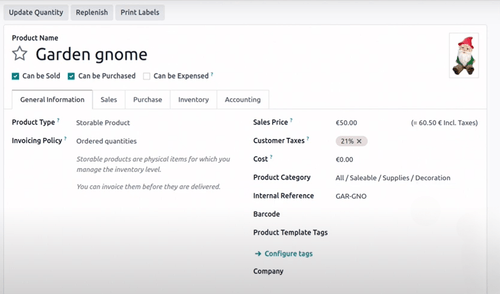 Update Quantity Replenish Print Labels
Product Name
Garden gnome
Can be Sold Can be Purchased Can be Expensed ?
General Information Sales Purchase Inventory Accounting
Product Type ? Storable Product
Invoicing Policy ? Ordered quantities
Storable products are physical items for which you
manage the inventory level.
You can invoice them before they are delivered.
Sales Price ? €50.00 (= 60.50 € Incl. Taxes)
Customer Taxes ? 21% ×
Cost ? €0.00
Product Category All / Saleable / Supplies / Decoration
Internal Reference GAR-GNO
Barcode
Product Template Tags
→ Configure tags
Company